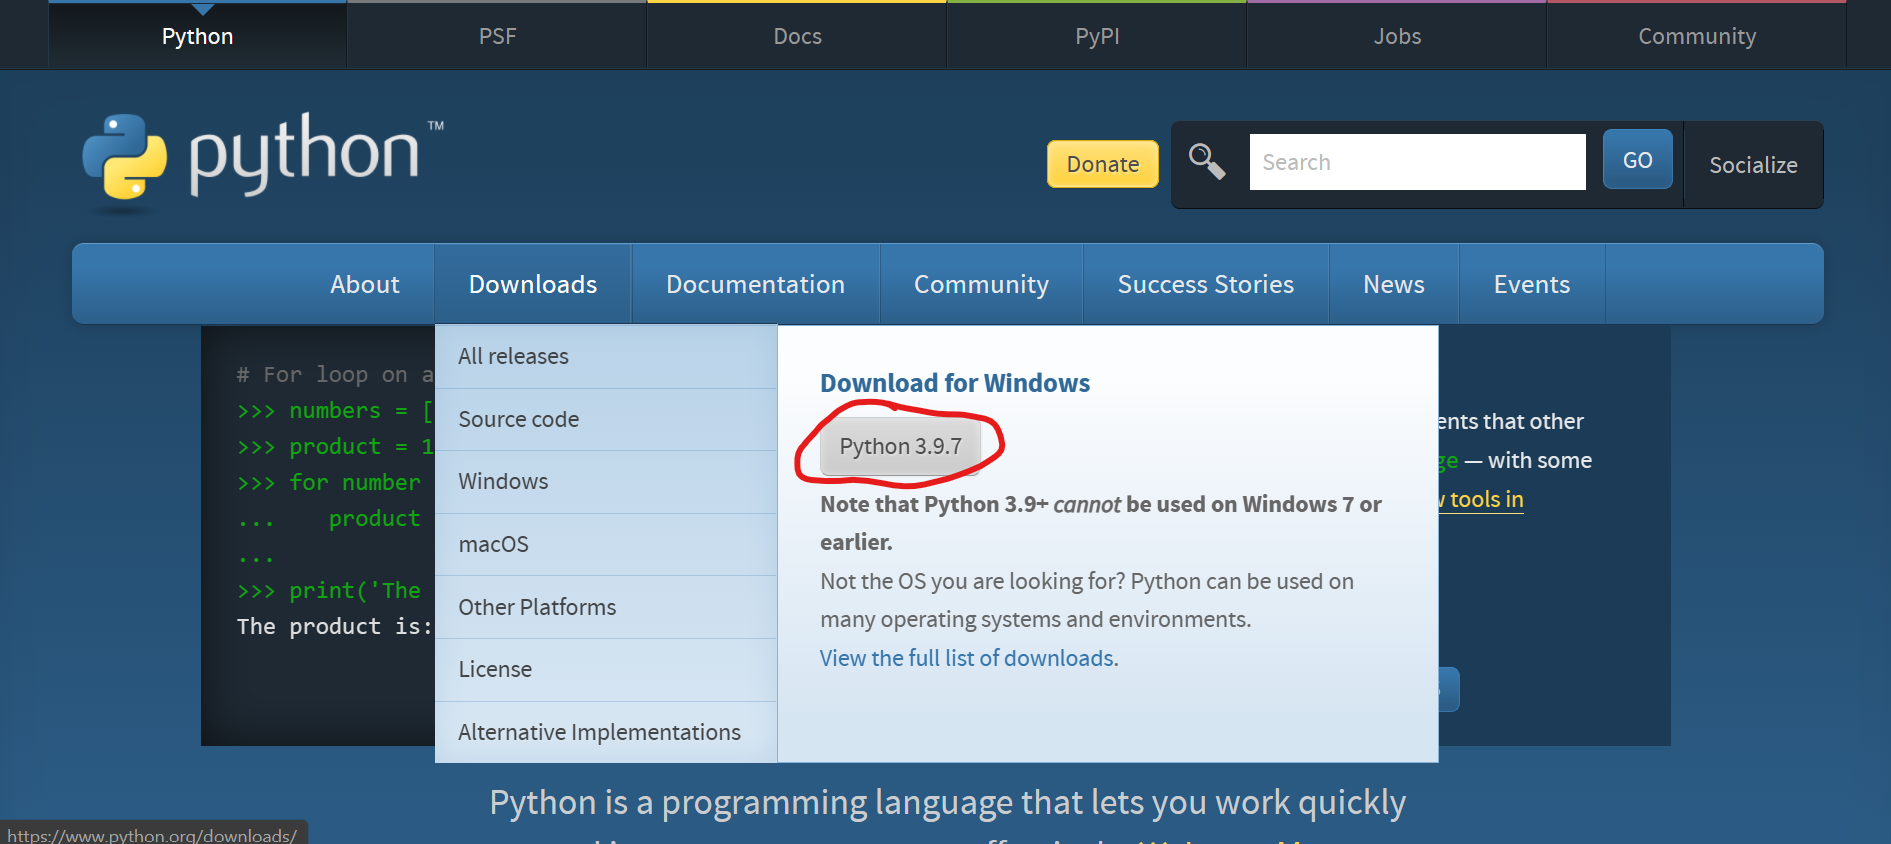 Python PSF Docs PyPI Jobs Community
python™
Donate Search GO Socialize
About Downloads Documentation Community Success Stories News Events
# For loop on a
>>> numbers = [
>>> product = 1
>>> for number
... product
...
>>> print('The
The product is:
All releases
Source code
Windows
macOS
Other Platforms
License
Alternative Implementations
Download for Windows
Python 3.9.7
Note that Python 3.9+ cannot be used on Windows 7 or
earlier.
Not the OS you are looking for? Python can be used on
many operating systems and environments.
View the full list of downloads.
ents that other
ge — with some
tools in
Python is a programming language that lets you work quickly
https://www.python.org/downloads/